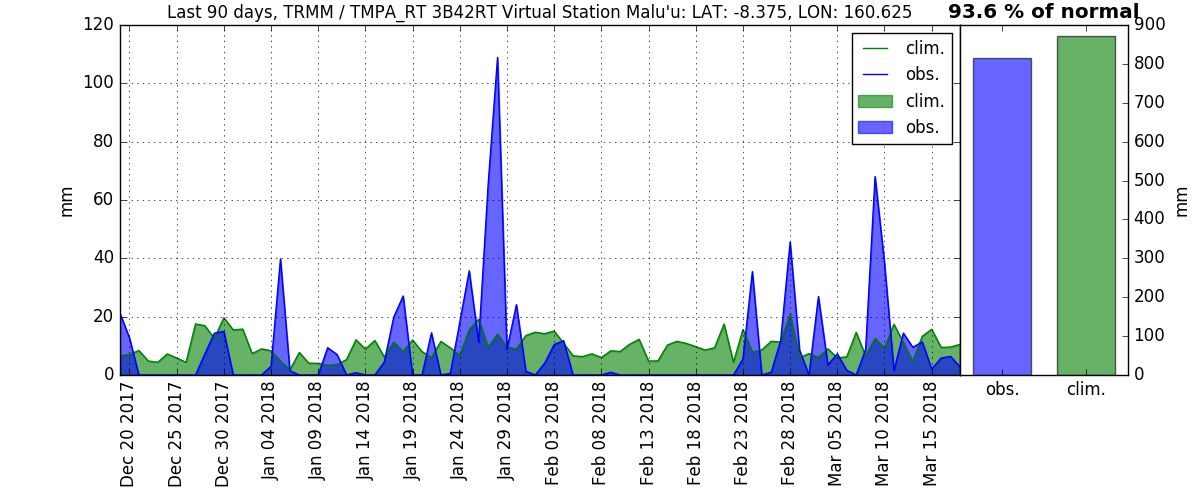 Last 90 days, TRMM / TMPA_RT 3B42RT Virtual Station Malu'u: LAT: -8.375, LON: 160.625
93.6 % of normal
120
100
80
60
40
20
0
mm
clim.
obs.
clim.
obs.
900
800
700
600
500
400
300
200
100
0
mm
Dec 20 2017
Dec 25 2017
Dec 30 2017
Jan 04 2018
Jan 09 2018
Jan 14 2018
Jan 19 2018
Jan 24 2018
Jan 29 2018
Feb 03 2018
Feb 08 2018
Feb 13 2018
Feb 18 2018
Feb 23 2018
Feb 28 2018
Mar 05 2018
Mar 10 2018
Mar 15 2018
obs.
clim.